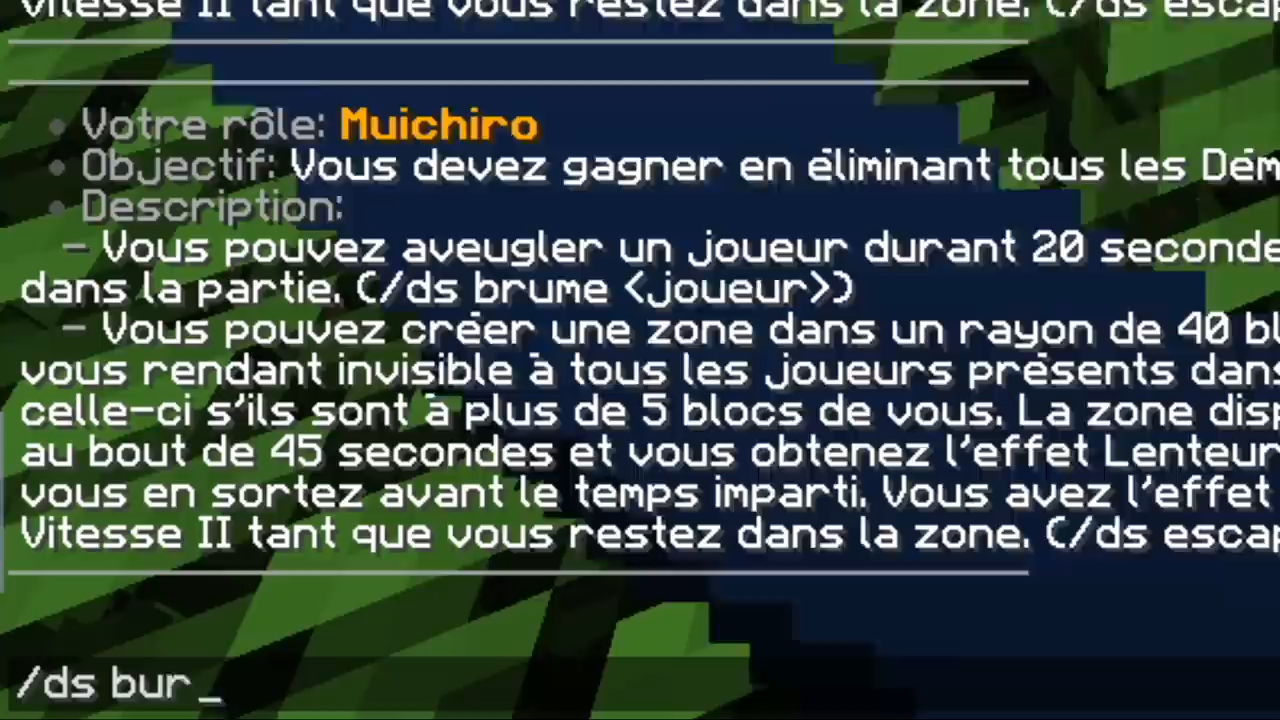 vitesse II tant que vous restez dans la zone. (/ds escap
• Votre rôle: Muichiro
• Objectif: Vous devez gagner en éliminant tous les Dém
• Description:
– Vous pouvez aveugler un joueur durant 20 seconde
dans la partie. (/ds brume <joueur>)
– Vous pouvez créer une zone dans un rayon de 40 bl
vous rendant invisible à tous les joueurs présents dans
celle-ci s'ils sont à plus de 5 blocs de vous. La zone disp
au bout de 45 secondes et vous obtenez l'effet Lenteur
vous en sortez avant le temps imparti. Vous avez l'effet
Vitesse II tant que vous restez dans la zone. (/ds escap
/ds bur_